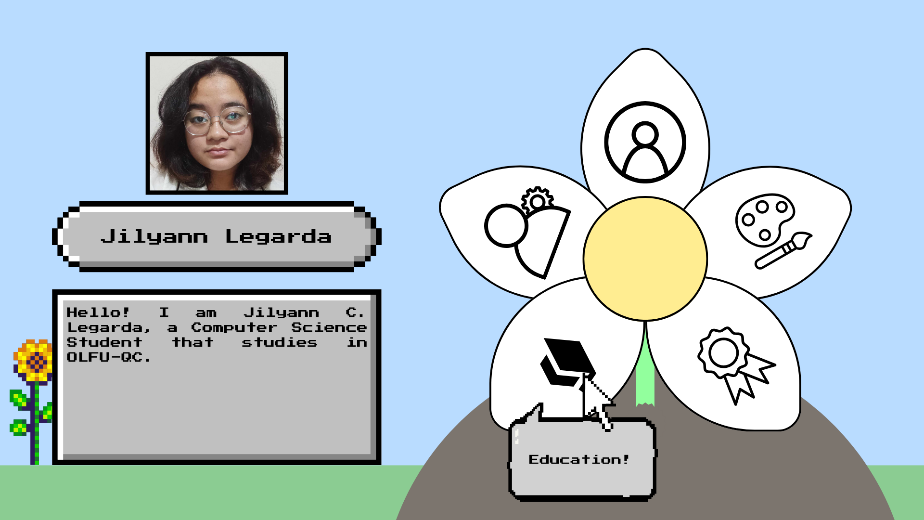 Jilyann Legarda
Hello! I am Jilyann C.
Legarda, a Computer Science
Student that studies in
OLFU-QC.
Education!